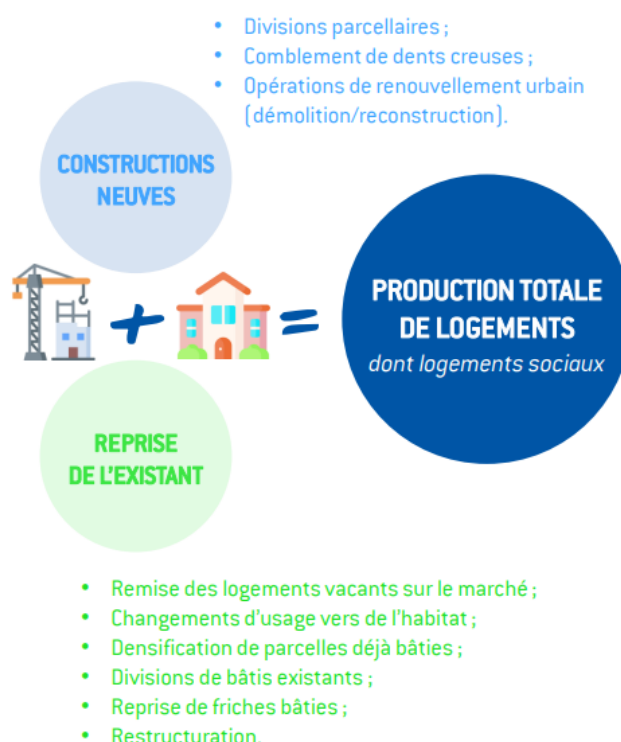 • Divisions parcellaires ;
• Comblement de dents creuses ;
• Opérations de renouvellement urbain
(démolition/reconstruction).
CONSTRUCTIONS
NEUVES
+
=
PRODUCTION TOTALE
DE LOGEMENTS
dont logements sociaux
REPRISE
DE L'EXISTANT
• Remise des logements vacants sur le marché ;
• Changements d'usage vers de l'habitat ;
• Densification de parcelles déjà bâties ;
• Divisions de bâtis existants ;
• Reprise de friches bâties ;
• Restructuration.